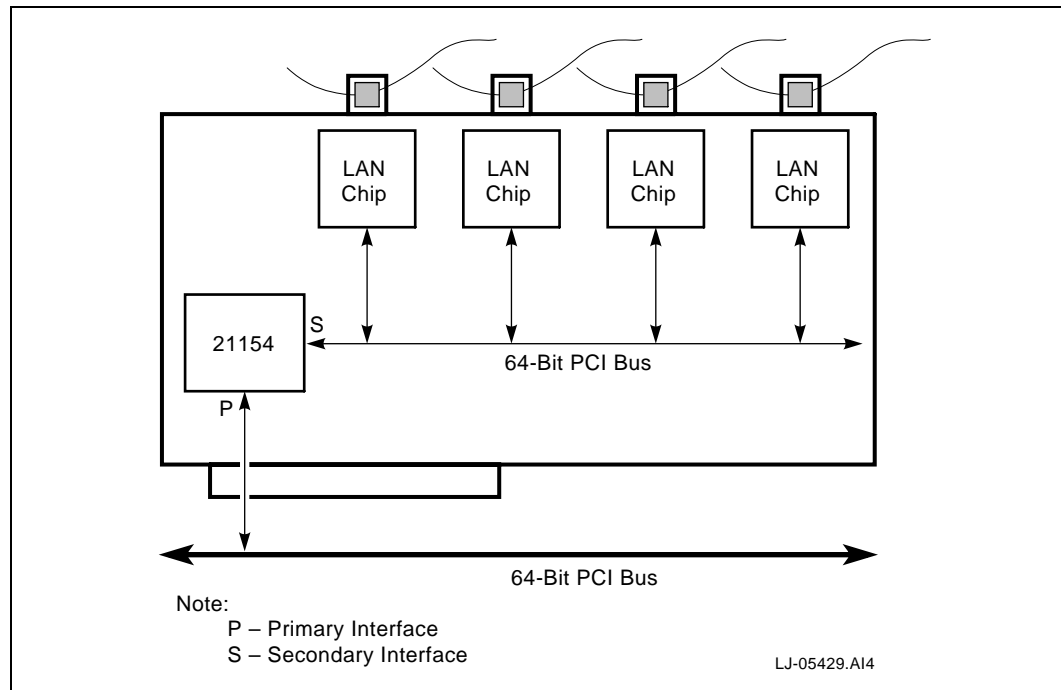 LAN
Chip
LAN
Chip
LAN
Chip
LAN
Chip
21154
S
64-Bit PCI Bus
P
64-Bit PCI Bus
Note:
P – Primary Interface
S – Secondary Interface
LJ-05429.AI4